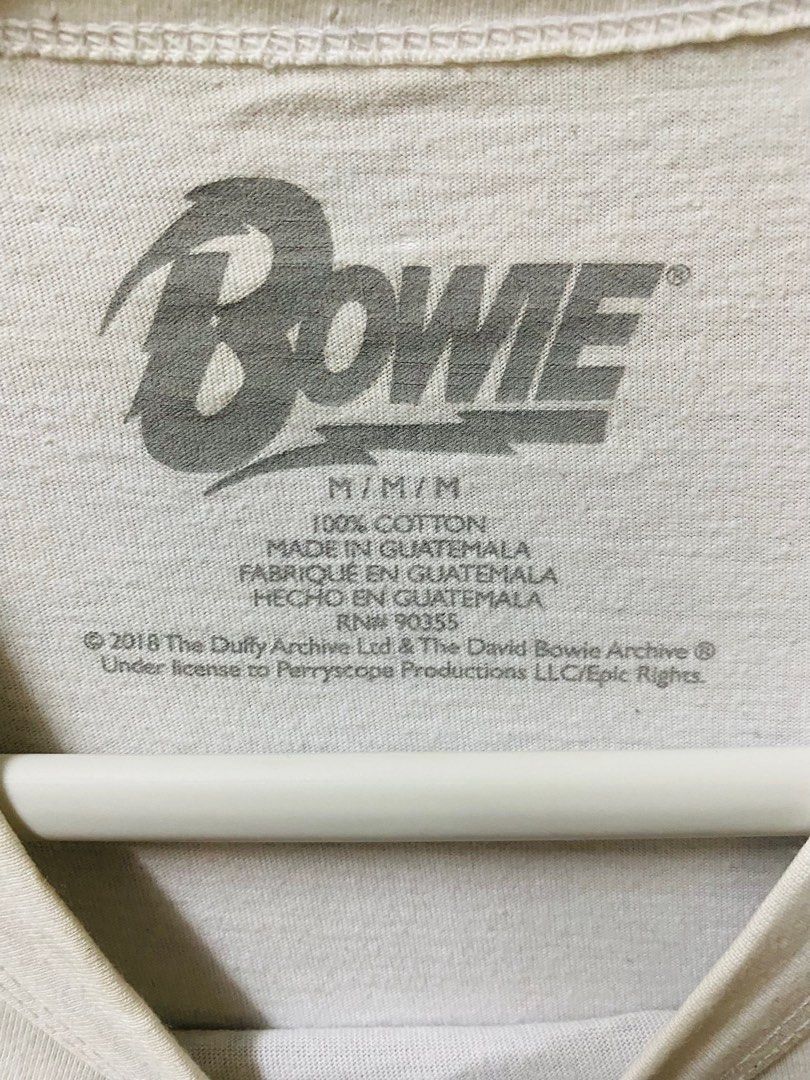 BOWIE®
M / M / M
100% COTTON
MADE IN GUATEMALA
FABRIQUÉ EN GUATEMALA
HECHO EN GUATEMALA
RN# 90355
© 2018 The Duffy Archive Ltd & The David Bowie Archive ®
Under license to Perryscope Productions LLC/Epic Rights.